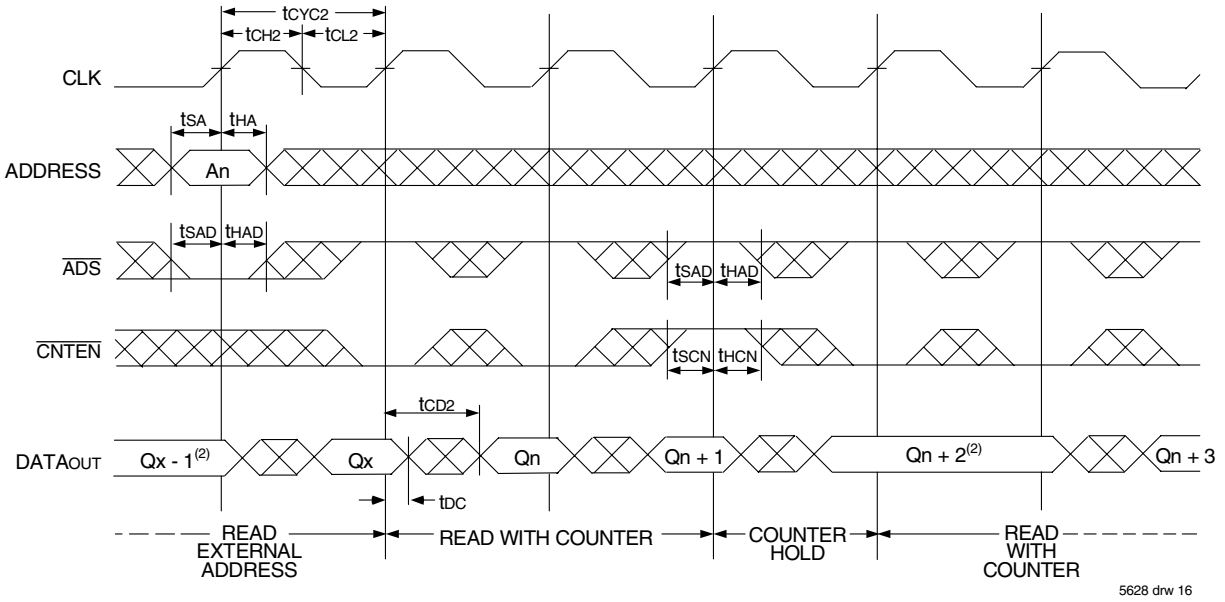 tCYC2
tCH2 tCL2
CLK
tSA tHA
ADDRESS An
tSAD tHAD
ADS
tSAD tHAD
CNTEN
tSCN tHCN
tCD2
DATAOUT Qx - 1(2) Qx Qn Qn + 1 Qn + 2(2) Qn + 3
tDC
READ EXTERNAL ADDRESS
READ WITH COUNTER
COUNTER HOLD
READ WITH COUNTER
5628 drw 16